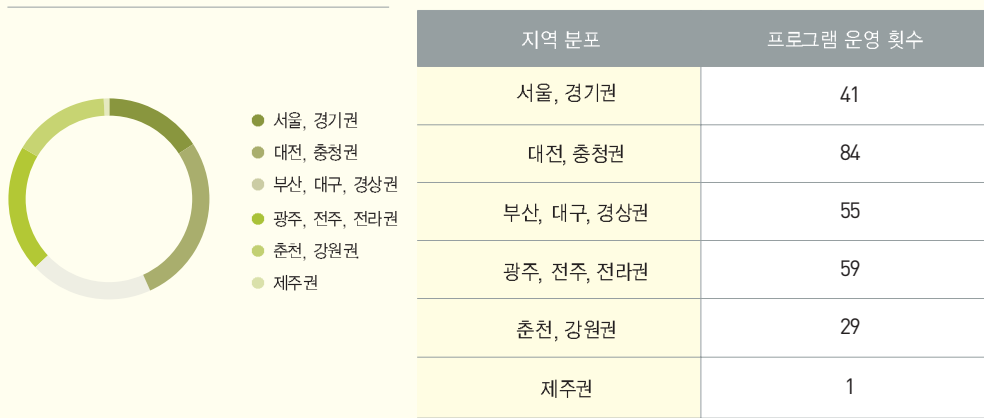 서울, 경기권
대전, 충청권
부산, 대구, 경상권
광주, 전주, 전라권
춘천, 강원권
제주권
지역 분포 프로그램 운영 횟수
서울, 경기권 41
대전, 충청권 84
부산, 대구, 경상권 55
광주, 전주, 전라권 59
춘천, 강원권 29
제주권 1